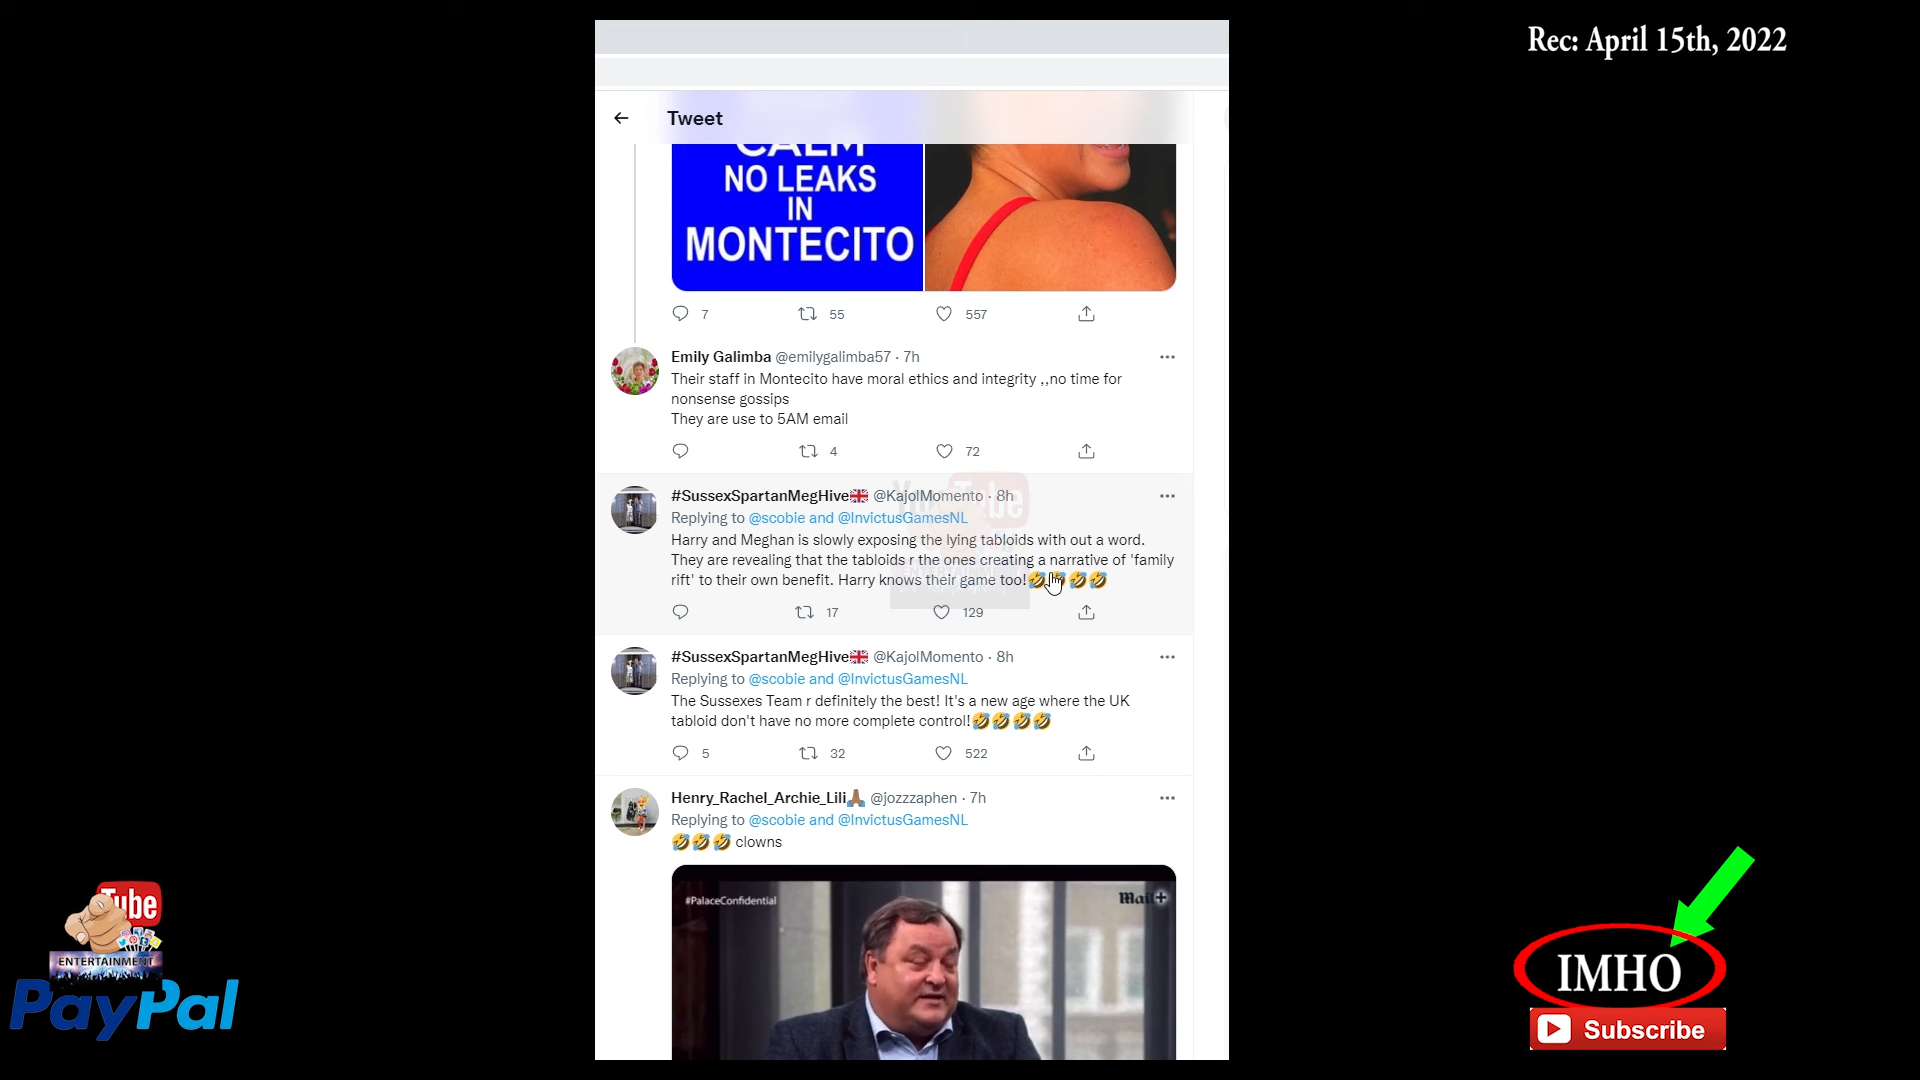 Rec: April 15th, 2022
Tweet
CALM
NO LEAKS
IN
MONTECITO
7 55 557
Emily Galimba @emilygalimba57 · 7h
Their staff in Montecito have moral ethics and integrity ,,no time for
nonsense gossips
They are use to 5AM email
4 72
#SussexSpartanMegHive🇬🇧 @KajolMomento · 8h
Replying to @scobie and @InvictusGamesNL
Harry and Meghan is slowly exposing the lying tabloids with out a word.
They are revealing that the tabloids r the ones creating a narrative of 'family
rift' to their own benefit. Harry knows their game too!🤣🤣🤣🤣
17 129
#SussexSpartanMegHive🇬🇧 @KajolMomento · 8h
Replying to @scobie and @InvictusGamesNL
The Sussexes Team r definitely the best! It's a new age where the UK
tabloid don't have no more complete control!🤣🤣🤣🤣
5 32 522
Henry_Rachel_Archie_Lili🙏🏾 @jozzzaphen · 7h
Replying to @scobie and @InvictusGamesNL
🤣🤣🤣 clowns
#PalaceConfidential
Mail+
Tube
ENTERTAINMENT
PayPal
IMHO
Subscribe